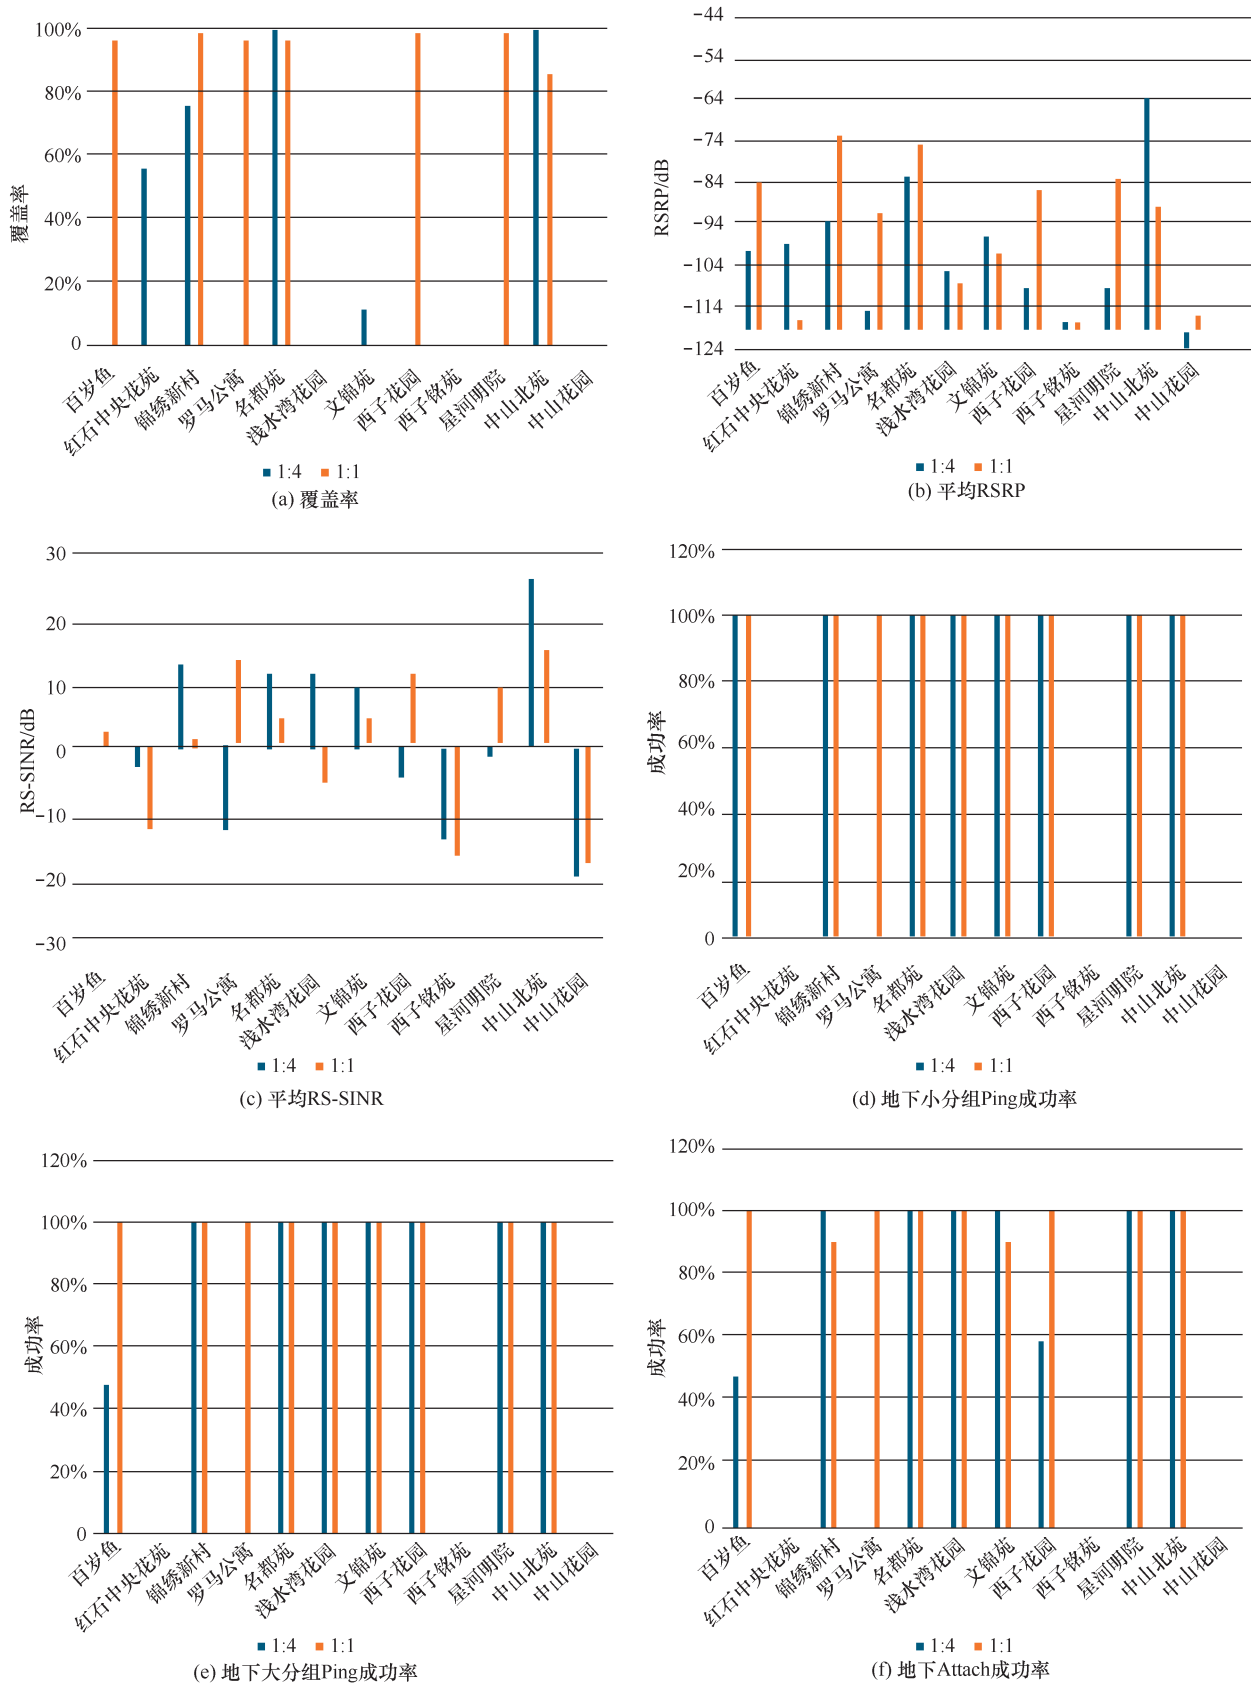 100%
80%
60%
40%
20%
0
覆盖率
百岁鱼
红石中央花苑
锦绣新村
罗马公寓
名都苑
浅水湾花园
文锦苑
西子花园
西子铭苑
星河明院
中山北苑
中山花园
1:4 1:1
(a) 覆盖率
-44
-54
-64
-74
-84
-94
-104
-114
-124
RSRP/dB
百岁鱼
红石中央花苑
锦绣新村
罗马公寓
名都苑
浅水湾花园
文锦苑
西子花园
西子铭苑
星河明院
中山北苑
中山花园
1:4 1:1
(b) 平均RSRP
30
20
10
0
-10
-20
-30
RS-SINR/dB
百岁鱼
红石中央花苑
锦绣新村
罗马公寓
名都苑
浅水湾花园
文锦苑
西子花园
西子铭苑
星河明院
中山北苑
中山花园
1:4 1:1
(c) 平均RS-SINR
120%
100%
80%
60%
40%
20%
0
成功率
百岁鱼
红石中央花苑
锦绣新村
罗马公寓
名都苑
浅水湾花园
文锦苑
西子花园
西子铭苑
星河明院
中山北苑
中山花园
1:4 1:1
(d) 地下小分组Ping成功率
120%
100%
80%
60%
40%
20%
0
成功率
百岁鱼
红石中央花苑
锦绣新村
罗马公寓
名都苑
浅水湾花园
文锦苑
西子花园
西子铭苑
星河明院
中山北苑
中山花园
1:4 1:1
(e) 地下大分组Ping成功率
120%
100%
80%
60%
40%
20%
0
成功率
百岁鱼
红石中央花苑
锦绣新村
罗马公寓
名都苑
浅水湾花园
文锦苑
西子花园
西子铭苑
星河明院
中山北苑
中山花园
1:4 1:1
(f) 地下Attach成功率